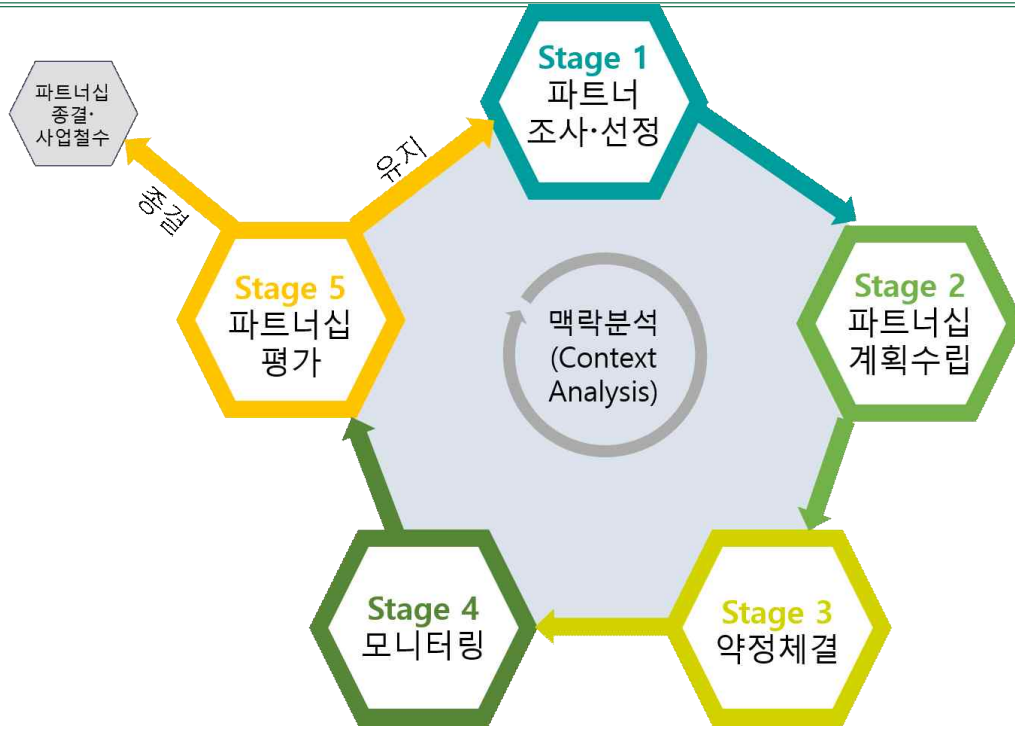 Stage 1
파트너
조사·선정
파트너십
종결·
사업철수
유지
종결
Stage 5
파트너십
평가
맥락분석
(Context
Analysis)
Stage 2
파트너십
계획수립
Stage 4
모니터링
Stage 3
약정체결